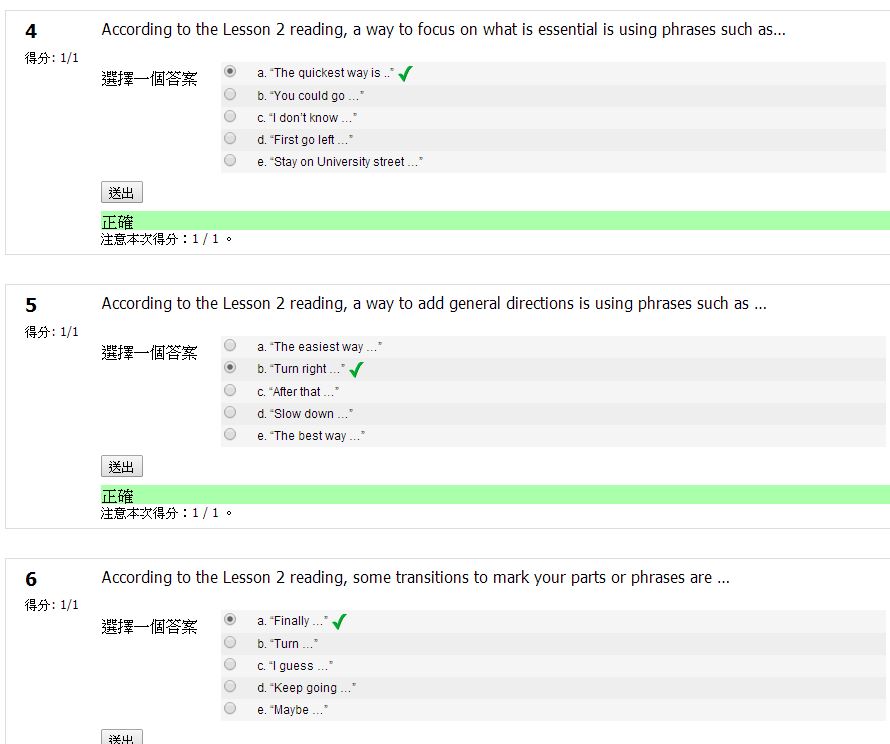 4
According to the Lesson 2 reading, a way to focus on what is essential is using phrases such as...
得分: 1/1
選擇一個答案
a. “The quickest way is ..”
b. “You could go …”
c. “I don’t know …”
d. “First go left …”
e. “Stay on University street …”
送出
正確
注意本次得分：1 / 1 。
5
According to the Lesson 2 reading, a way to add general directions is using phrases such as ...
得分: 1/1
選擇一個答案
a. “The easiest way …”
b. “Turn right …”
c. “After that …”
d. “Slow down …”
e. “The best way …”
送出
正確
注意本次得分：1 / 1 。
6
According to the Lesson 2 reading, some transitions to mark your parts or phrases are ...
得分: 1/1
選擇一個答案
a. “Finally …”
b. “Turn …”
c. “I guess …”
d. “Keep going …”
e. “Maybe …”
送出